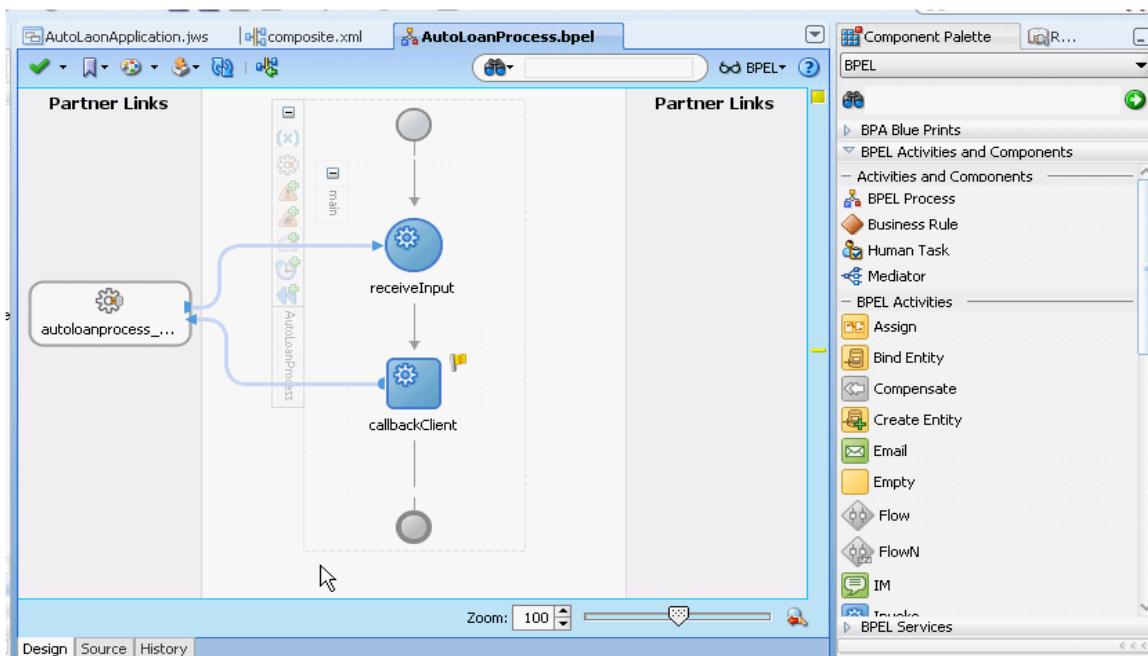 AutoLaonApplication.jws composite.xml AutoLoanProcess.bpel
BPEL
Partner Links Partner Links
main
receiveInput
autoloanprocess_...
AutoLoanProcess
callbackClient
Zoom: 100
Design Source History
Component Palette R...
BPEL
BPA Blue Prints
BPEL Activities and Components
Activities and Components
BPEL Process
Business Rule
Human Task
Mediator
BPEL Activities
Assign
Bind Entity
Compensate
Create Entity
Email
Empty
Flow
FlowN
IM
Invoke
BPEL Services